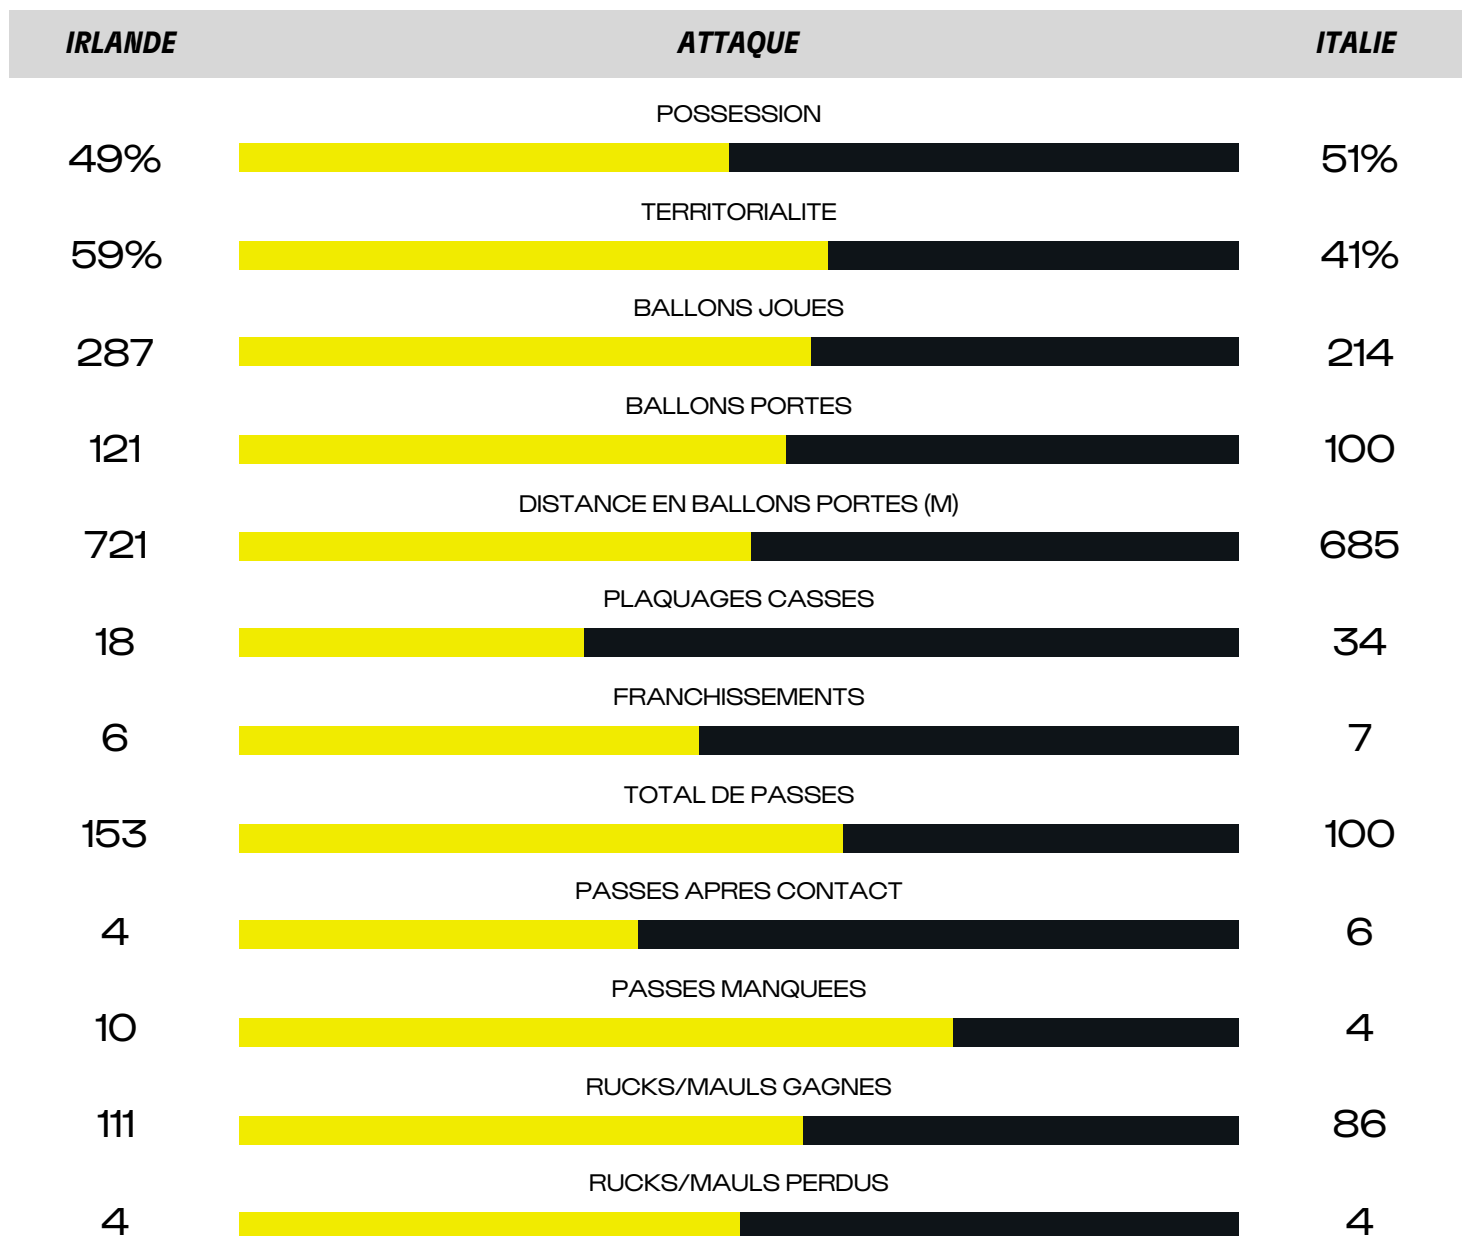 IRLANDE ATTAQUE ITALIE
POSSESSION
49% 51%
TERRITORIALITE
59% 41%
BALLONS JOUES
287 214
BALLONS PORTES
121 100
DISTANCE EN BALLONS PORTES (M)
721 685
PLAQUAGES CASSES
18 34
FRANCHISSEMENTS
6 7
TOTAL DE PASSES
153 100
PASSES APRES CONTACT
4 6
PASSES MANQUEES
10 4
RUCKS/MAULS GAGNES
111 86
RUCKS/MAULS PERDUS
4 4